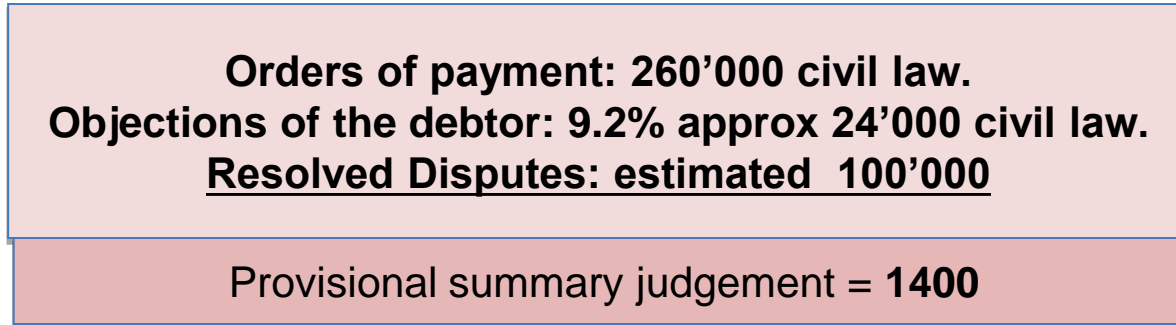 Orders of payment: 260’000 civil law.
Objections of the debtor: 9.2% approx 24’000 civil law.
Resolved Disputes: estimated  100’000
Provisional summary judgement = 1400